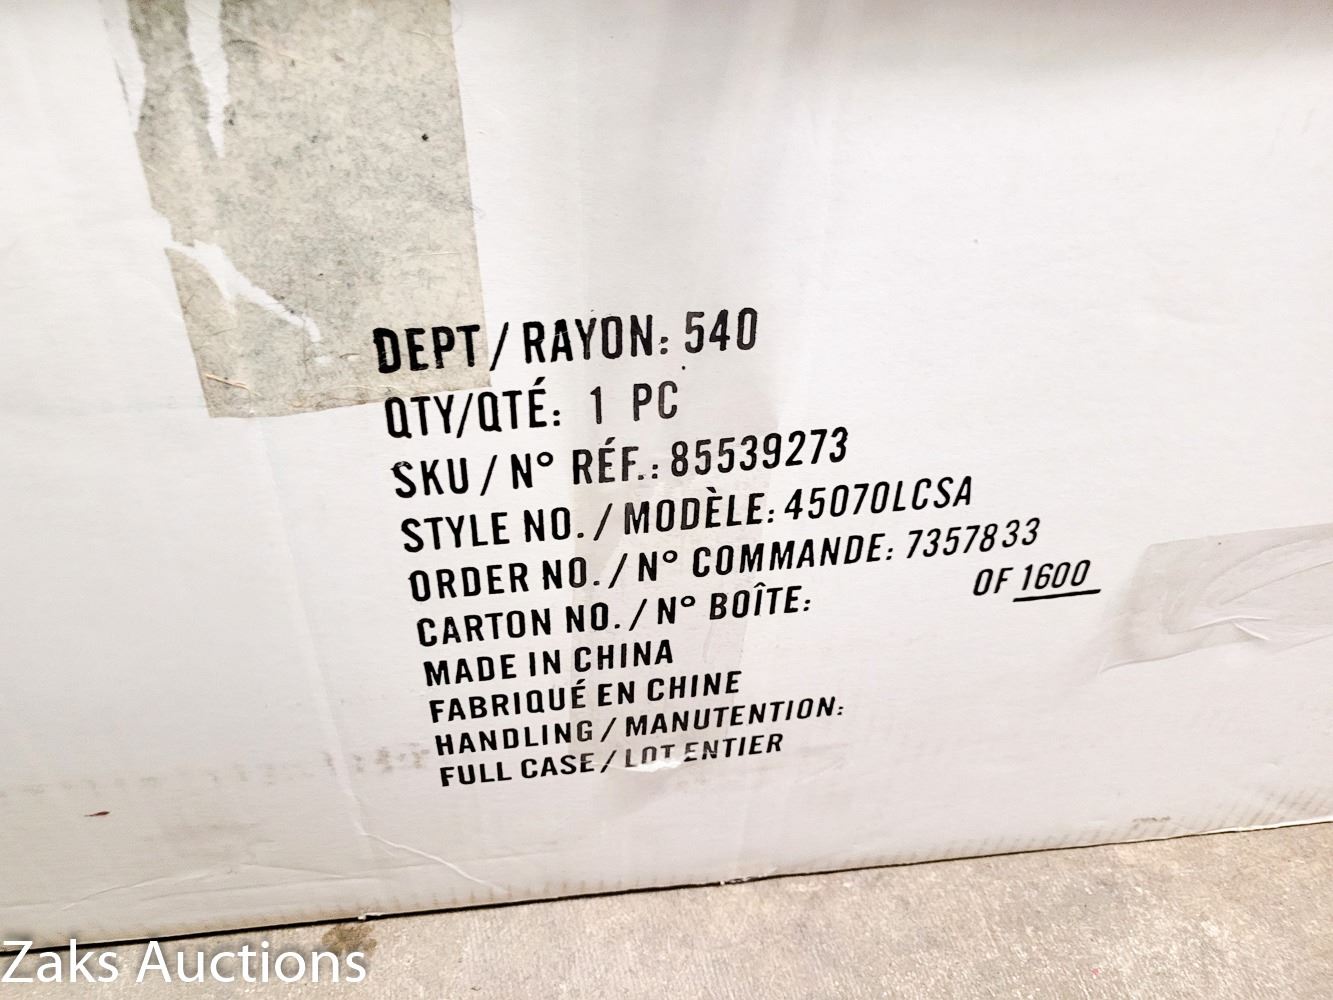 DEPT / RAYON: 540
QTY/QTÉ: 1 PC
SKU / N° RÉF.: 85539273
STYLE NO. / MODÈLE: 45070LCSA
ORDER NO. / N° COMMANDE: 7357833
CARTON NO. / N° BOÎTE: OF 1600
MADE IN CHINA
FABRIQUÉ EN CHINE
HANDLING / MANUTENTION:
FULL CASE / LOT ENTIER
Zaks Auctions